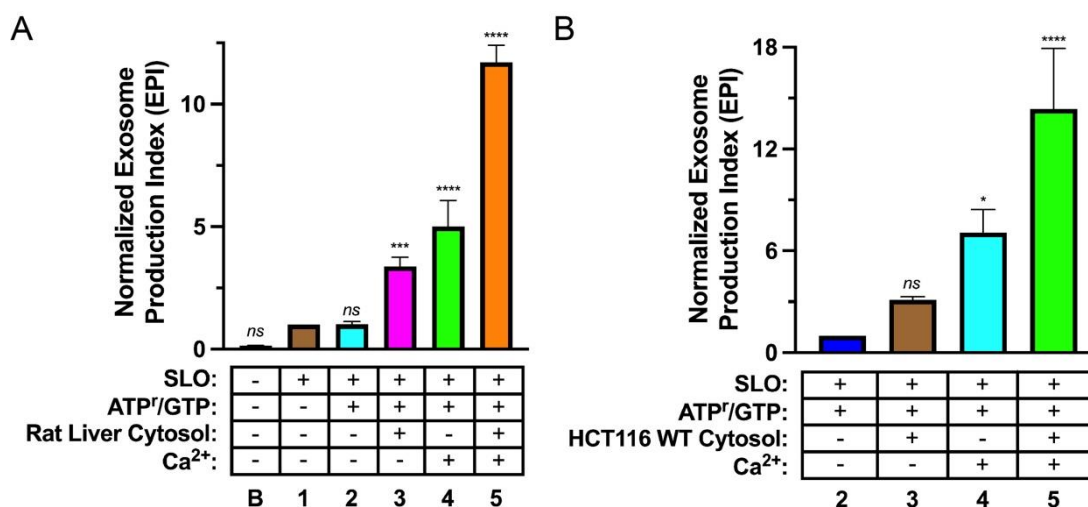 A
Normalized Exosome
Production Index (EPI)
10
5
0
ns
ns
***
****
****
SLO: - + + + + +
ATPʳ/GTP: - - + + + +
Rat Liver Cytosol: - - - + - +
Ca²⁺: - - - - + +
B 1 2 3 4 5
B
Normalized Exosome
Production Index (EPI)
18
12
6
0
ns
*
****
SLO: + + + +
ATPʳ/GTP: + + + +
HCT116 WT Cytosol: - + - +
Ca²⁺: - - + +
2 3 4 5